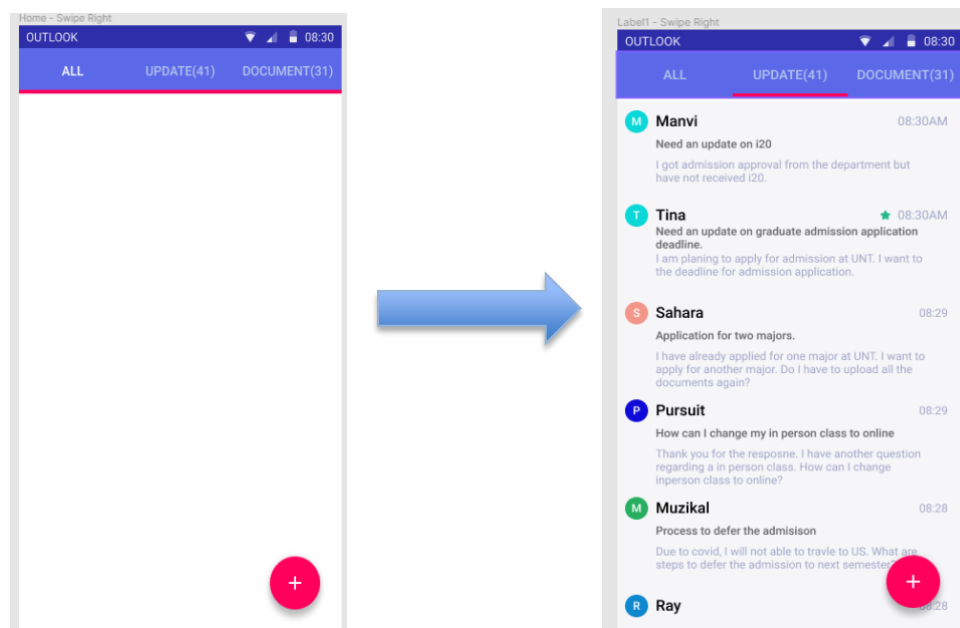 Home - Swipe Right
OUTLOOK 08:30
ALL UPDATE(41) DOCUMENT(31)
+
Label1 - Swipe Right
OUTLOOK 08:30
ALL UPDATE(41) DOCUMENT(31)
M Manvi 08:30AM
Need an update on i20
I got admission approval from the department but
have not received i20.
T Tina 08:30AM
Need an update on graduate admission application
deadline.
I am planing to apply for admission at UNT. I want to
the deadline for admission application.
S Sahara 08:29
Application for two majors.
I have already applied for one major at UNT. I want to
apply for another major. Do I have to upload all the
documents again?
P Pursuit 08:29
How can I change my in person class to online
Thank you for the resposne. I have another question
regarding a in person class. How can I change
inperson class to online?
M Muzikal 08:28
Process to defer the admisison
Due to covid, I will not able to travle to US. What are
steps to defer the admission to next semester?
+
R Ray 08:28